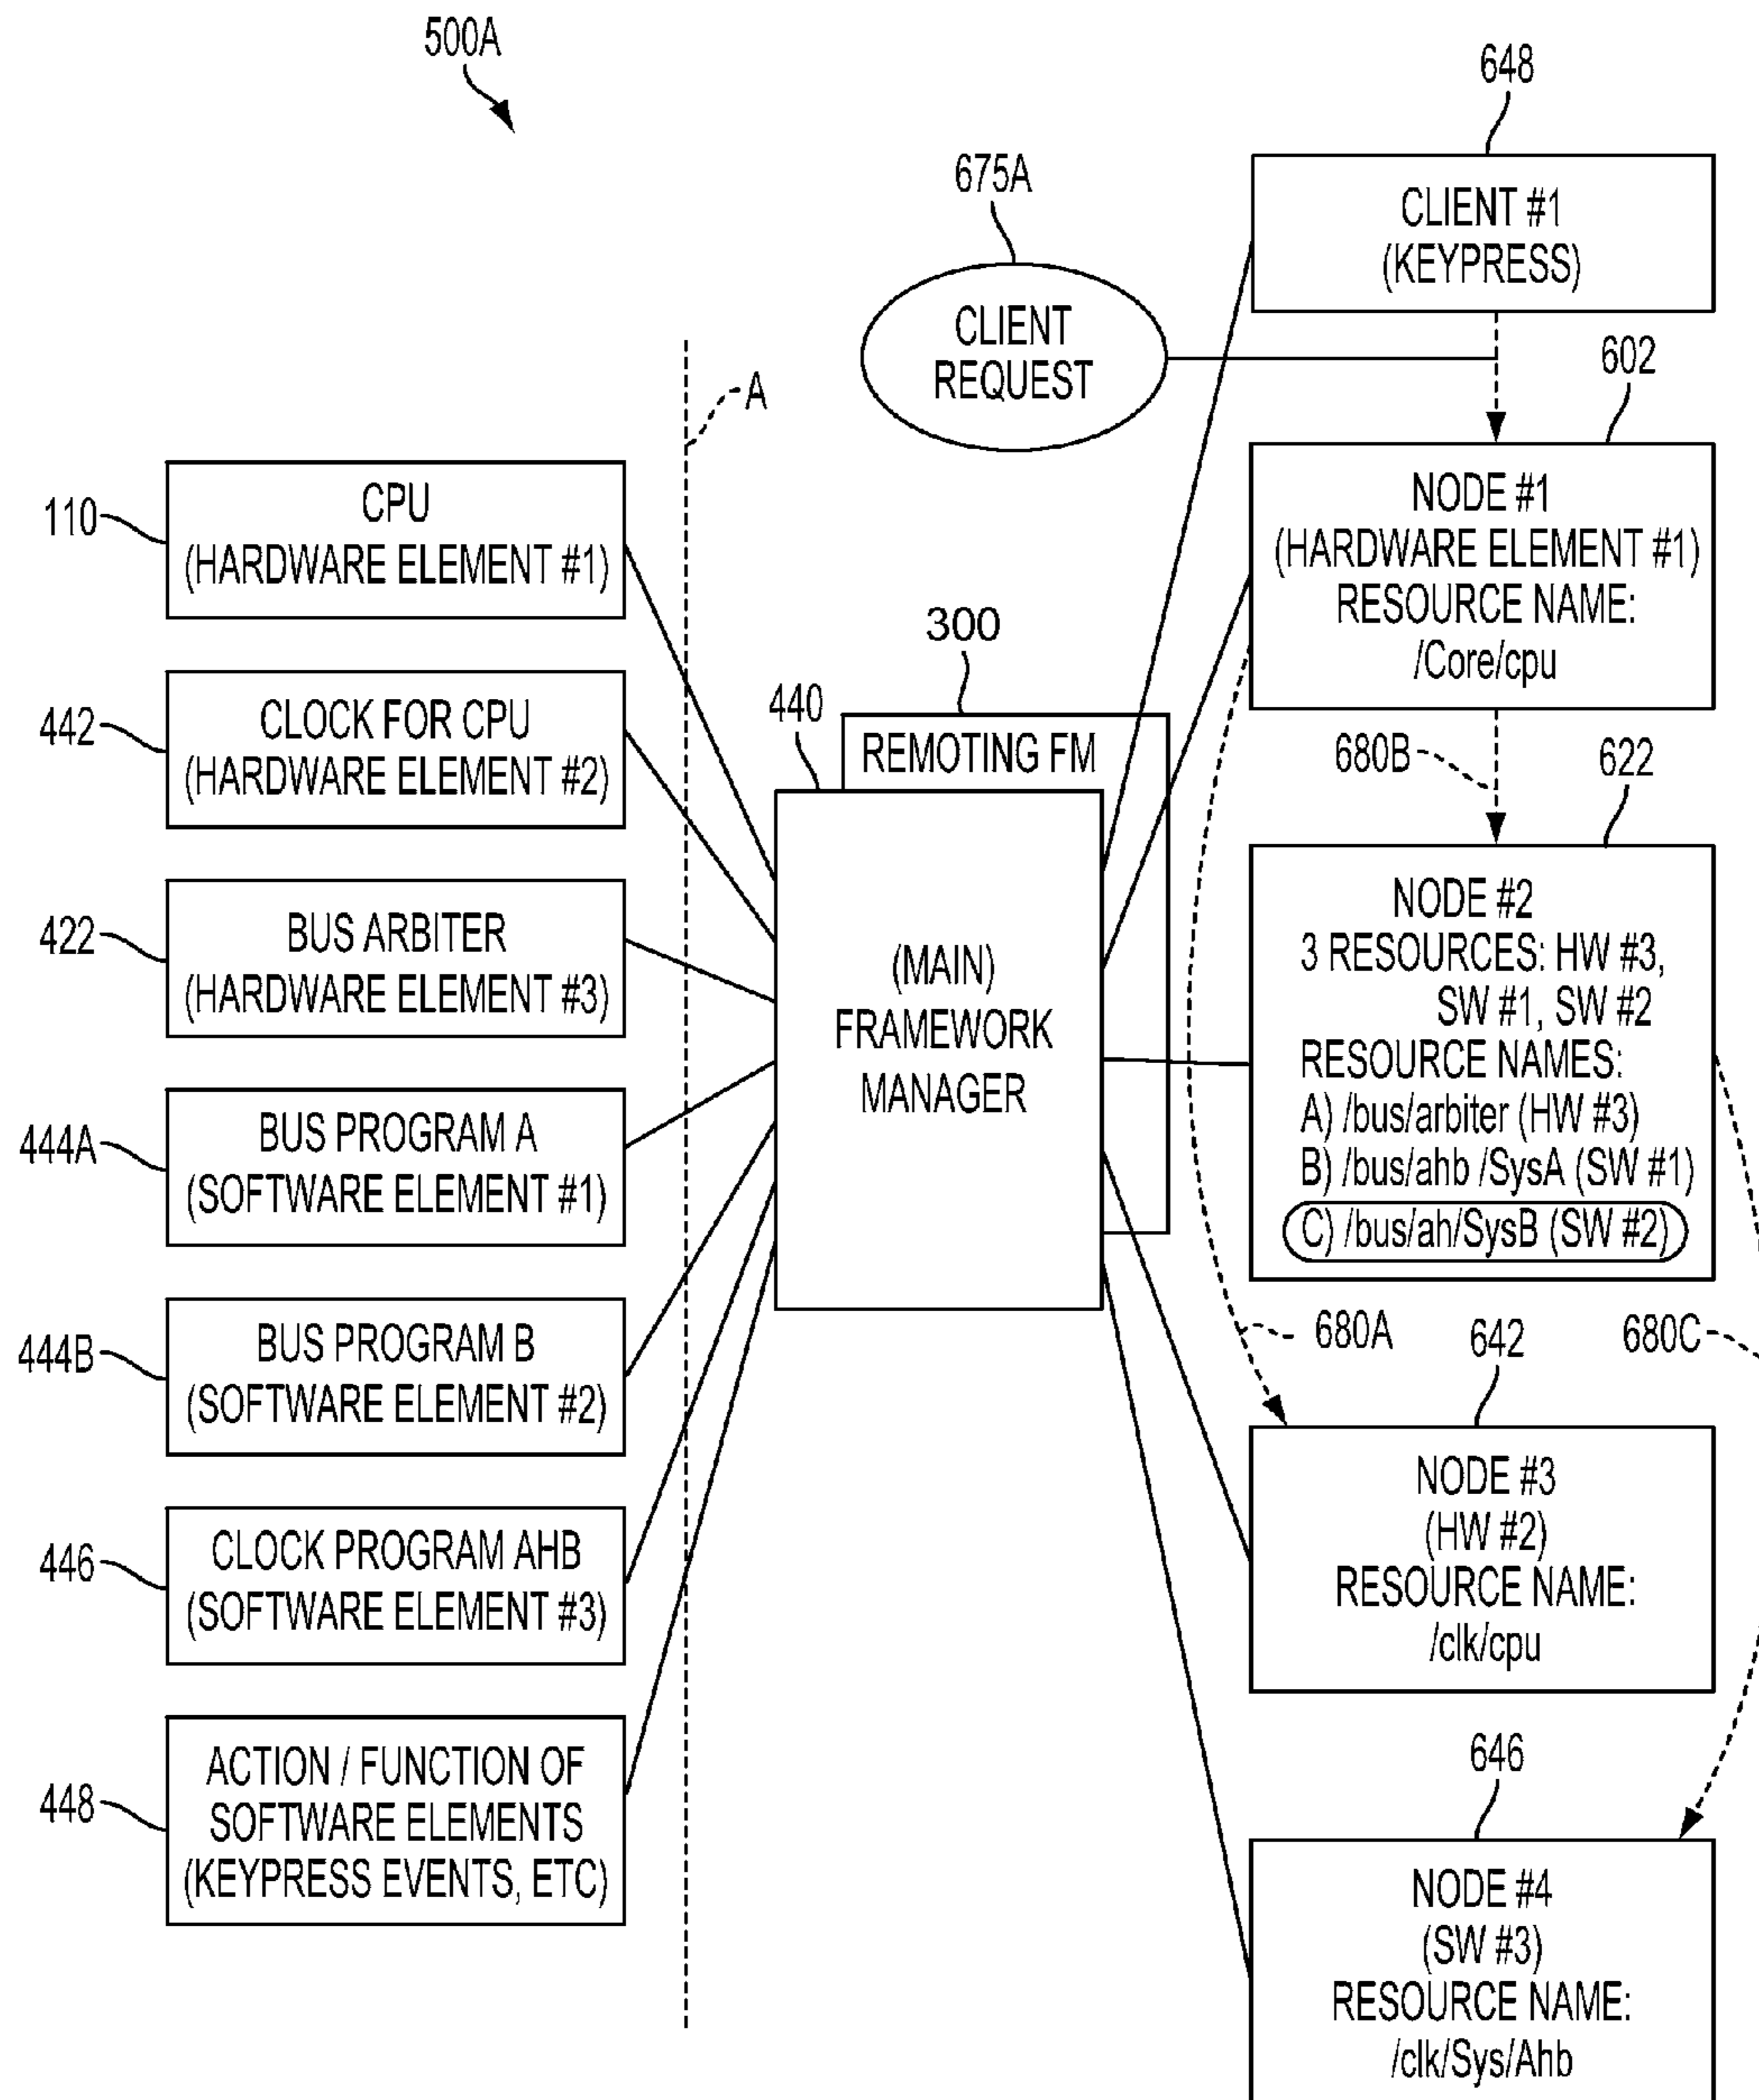 500A
648
CLIENT #1
(KEYPRESS)
675A
CLIENT
REQUEST
602
A
110
CPU
(HARDWARE ELEMENT #1)
NODE #1
(HARDWARE ELEMENT #1)
RESOURCE NAME:
/Core/cpu
300
442
CLOCK FOR CPU
(HARDWARE ELEMENT #2)
440
REMOTING FM
680B
622
422
BUS ARBITER
(HARDWARE ELEMENT #3)
(MAIN)
FRAMEWORK
MANAGER
NODE #2
3 RESOURCES: HW #3,
SW #1, SW #2
RESOURCE NAMES:
A) /bus/arbiter (HW #3)
B) /bus/ahb /SysA (SW #1)
C) /bus/ah/SysB (SW #2)
444A
BUS PROGRAM A
(SOFTWARE ELEMENT #1)
444B
BUS PROGRAM B
(SOFTWARE ELEMENT #2)
680A
642
680C
446
CLOCK PROGRAM AHB
(SOFTWARE ELEMENT #3)
NODE #3
(HW #2)
RESOURCE NAME:
/clk/cpu
448
ACTION / FUNCTION OF
SOFTWARE ELEMENTS
(KEYPRESS EVENTS, ETC)
646
NODE #4
(SW #3)
RESOURCE NAME:
/clk/Sys/Ahb